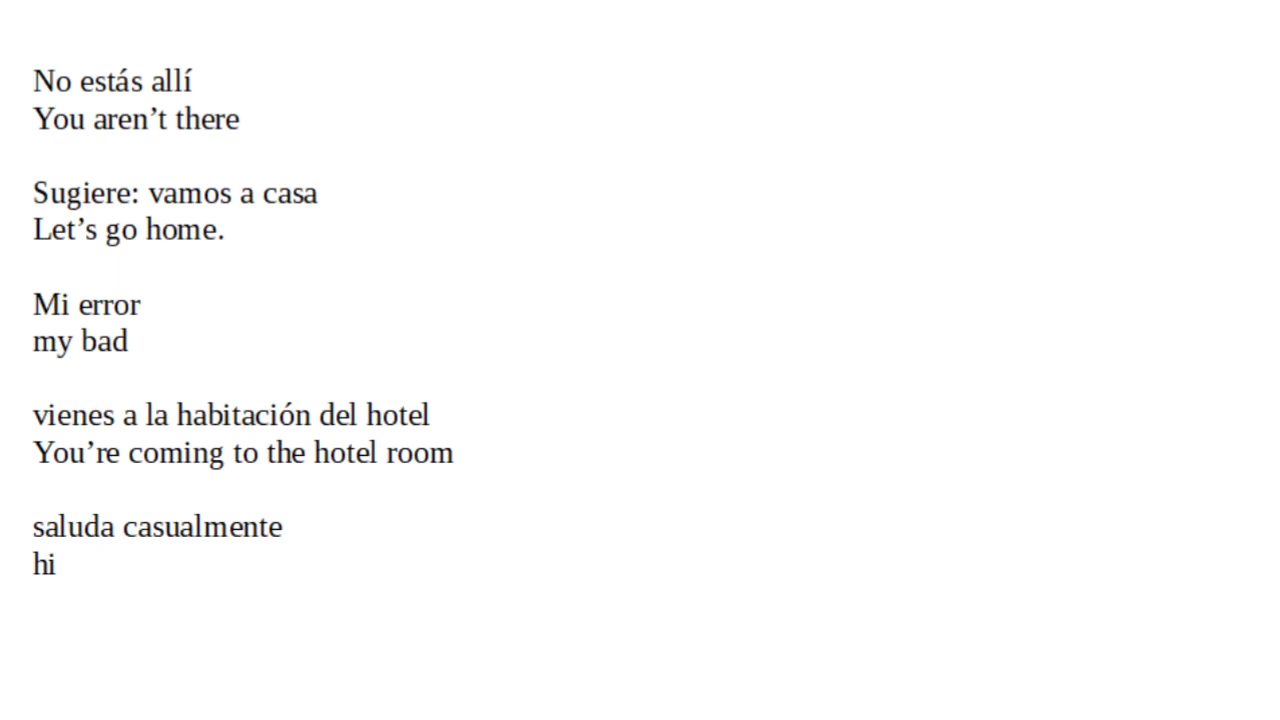 No estás allí
You aren’t there
Sugiere: vamos a casa
Let’s go home.
Mi error
my bad
vienes a la habitación del hotel
You’re coming to the hotel room
saluda casualmente
hi